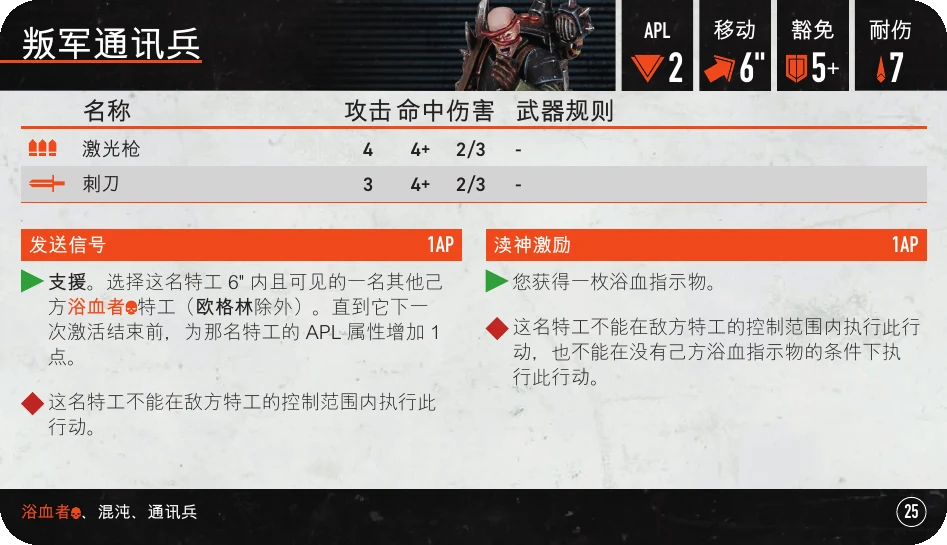 叛军通讯兵
APL 移动 豁免 耐伤
2 6" 5+ 7
名称 攻击 命中 伤害 武器规则
激光枪 4 4+ 2/3 -
刺刀 3 4+ 2/3 -
发送信号 1AP
支援。选择这名特工 6" 内且可见的一名其他己
方浴血者特工（欧格林除外）。直到它下一
次激活结束前，为那名特工的 APL 属性增加 1
点。
这名特工不能在敌方特工的控制范围内执行此
行动。
渎神激励 1AP
您获得一枚浴血指示物。
这名特工不能在敌方特工的控制范围内执行此行
动，也不能在没有己方浴血指示物的条件下执
行此行动。
浴血者、混沌、通讯兵
25